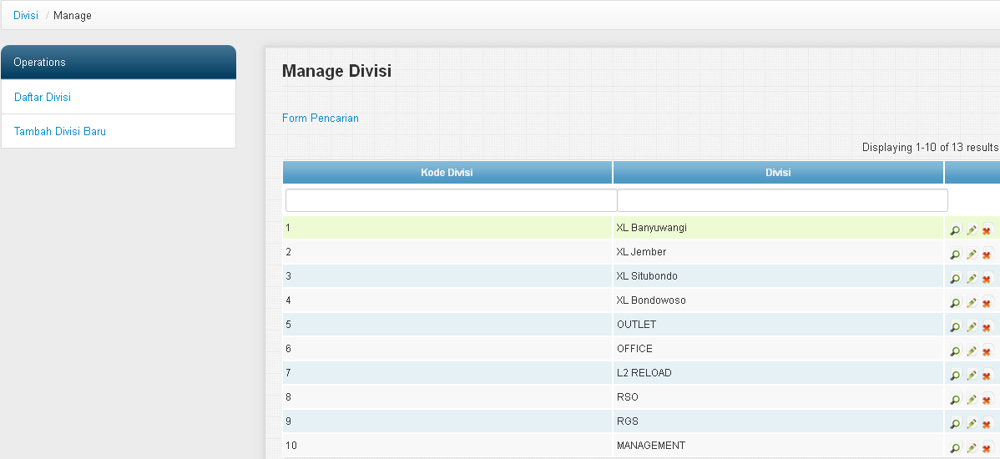 Divisi / Manage
Operations
Daftar Divisi
Tambah Divisi Baru
Manage Divisi
Form Pencarian
Displaying 1-10 of 13 results
Kode Divisi Divisi
1 XL Banyuwangi
2 XL Jember
3 XL Situbondo
4 XL Bondowoso
5 OUTLET
6 OFFICE
7 L2 RELOAD
8 RSO
9 RGS
10 MANAGEMENT